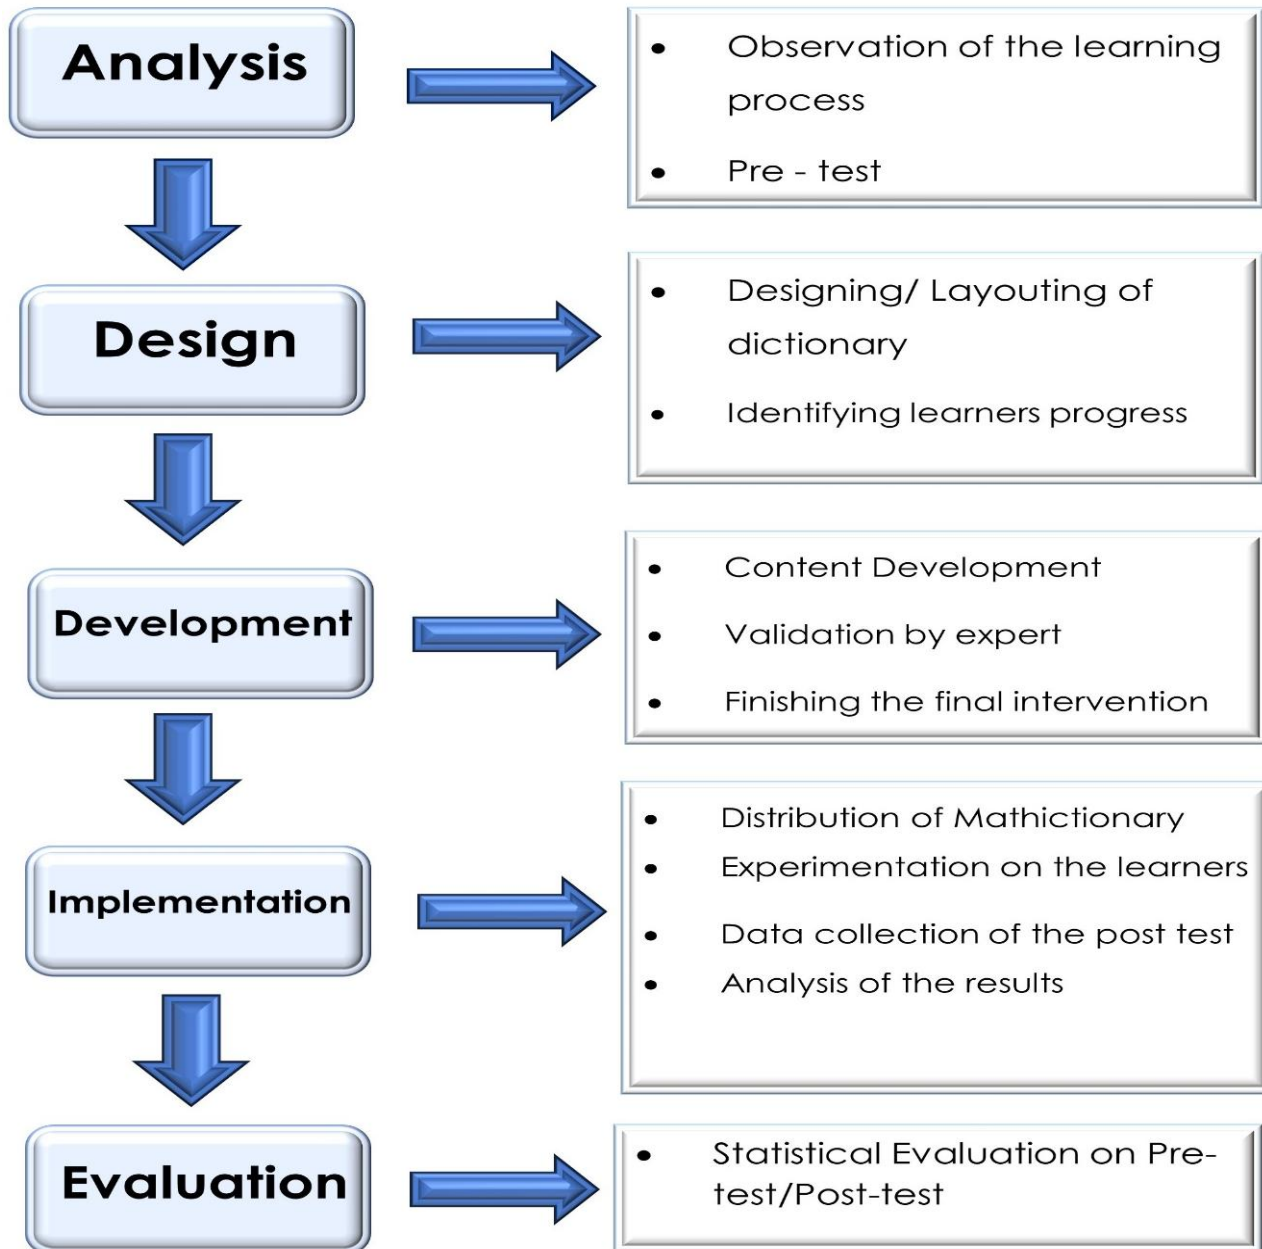 Analysis
• Observation of the learning
process
• Pre - test
Design
• Designing/ Layouting of
dictionary
• Identifying learners progress
Development
• Content Development
• Validation by expert
• Finishing the final intervention
Implementation
• Distribution of Mathictionary
• Experimentation on the learners
• Data collection of the post test
• Analysis of the results
Evaluation
• Statistical Evaluation on Pre-
test/Post-test